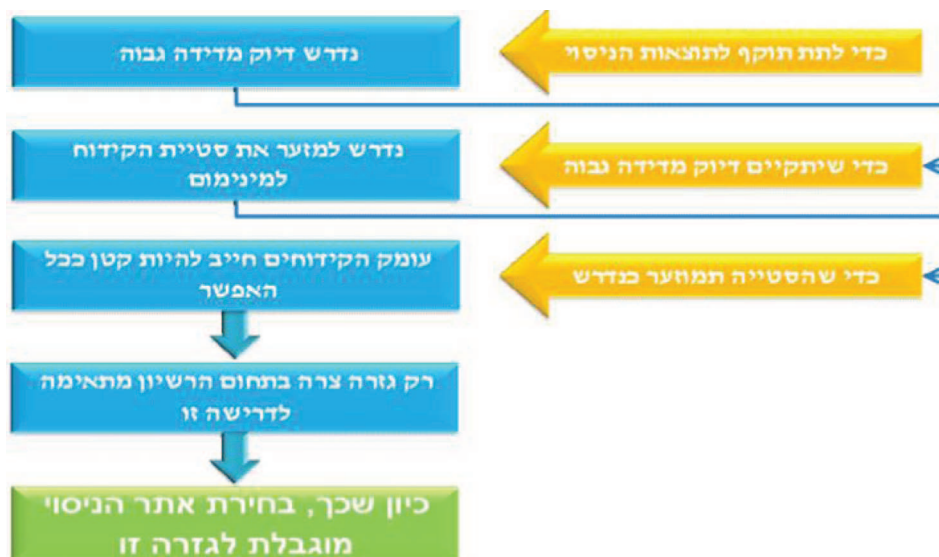 כדי לתת תוקף לתוצאות הניסוי
נדרש דיוק מדידה גבוה
כדי שיתקיים דיוק מדידה גבוה
נדרש למזער את סטיית הקידוח
למינימום
כדי שהסטייה תמוזער כנדרש
עומק הקידוחים חייב להיות קטן ככל
האפשר
רק גזרה צרה בתחום הרשיון מתאימה
לדרישה זו
כיון שכך, בחירת אתר הניסוי
מוגבלת לגזרה זו